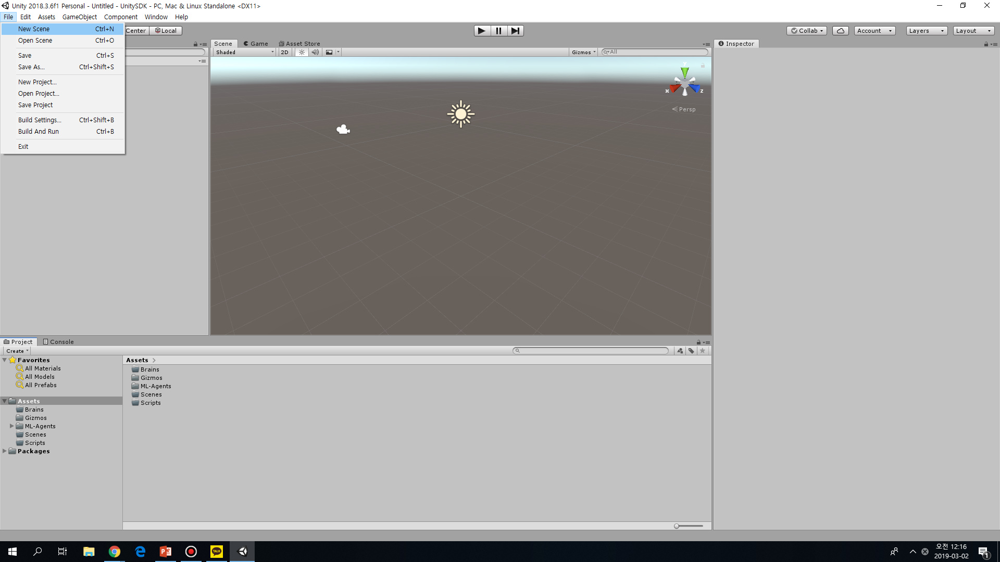 Unity 2018.3.6f1 Personal - Untitled - UnitySDK - PC, Mac & Linux Standalone <DX11>
File Edit Assets GameObject Component Window Help
New Scene Ctrl+N
Open Scene Ctrl+O
Save Ctrl+S
Save As... Ctrl+Shift+S
New Project...
Open Project...
Save Project
Build Settings... Ctrl+Shift+B
Build And Run Ctrl+B
Exit
Center Local
Collab Account Layers Layout
Scene Game Asset Store
Shaded 2D Gizmos All
y
x z
Persp
Inspector
Project Console
Create
Favorites
All Materials
All Models
All Prefabs
Assets
Brains
Gizmos
ML-Agents
Scenes
Scripts
Packages
Assets
Brains
Gizmos
ML-Agents
Scenes
Scripts
TALK
오전 12:16
2019-03-02
1